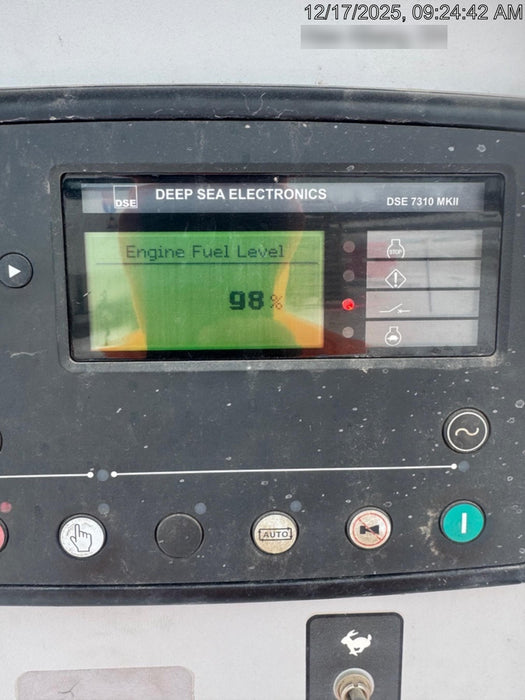 12/17/2025, 09:24:42 AM
DSE
DEEP SEA ELECTRONICS
DSE 7310 MKII
Engine Fuel Level
98 %
STOP
AUTO